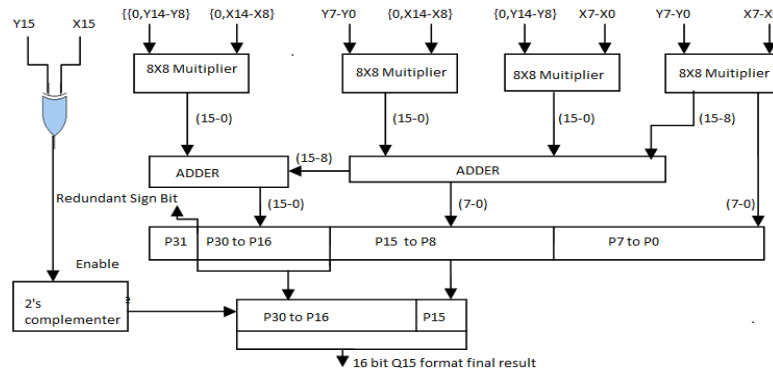 Y15 X15 {{0,Y14-Y8} {0,X14-X8} Y7-Y0 {0,X14-X8} {0,Y14-Y8} X7-X0 Y7-Y0 X7-X
8X8 Muitiplier 8X8 Muitiplier 8X8 Muitiplier 8X8 Muitiplier
(15-0) (15-0) (15-0) (15-8)
ADDER (15-8) ADDER
Redundant Sign Bit (15-0) (7-0) (7-0)
P31 P30 to P16 P15 to P8 P7 to P0
Enable
2's
complementer
P30 to P16 P15
16 bit Q15 format final result